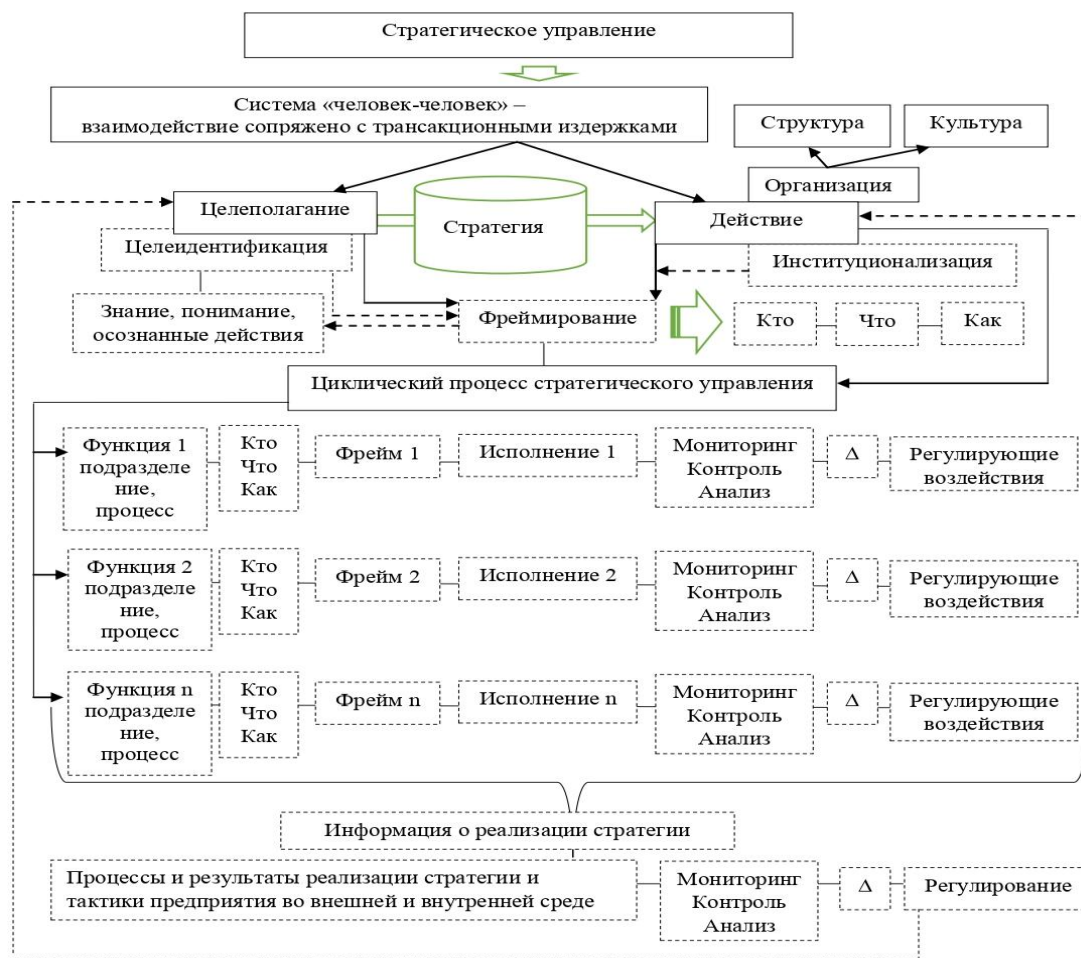 Стратегическое управление
Система «человек-человек» –
взаимодействие сопряжено с трансакционными издержками
Структура
Культура
Организация
Целеполагание
Стратегия
Действие
Целеидентификация
Институционализация
Знание, понимание,
осознанные действия
Фреймирование
Кто
Что
Как
Циклический процесс стратегического управления
Функция 1
подразделе
ние,
процесс
Кто
Что
Как
Фрейм 1
Исполнение 1
Мониторинг
Контроль
Анализ
Δ
Регулирующие
воздействия
Функция 2
подразделе
ние,
процесс
Кто
Что
Как
Фрейм 2
Исполнение 2
Мониторинг
Контроль
Анализ
Δ
Регулирующие
воздействия
Функция n
подразделе
ние,
процесс
Кто
Что
Как
Фрейм n
Исполнение n
Мониторинг
Контроль
Анализ
Δ
Регулирующие
воздействия
Информация о реализации стратегии
Процессы и результаты реализации стратегии и
тактики предприятия во внешней и внутренней среде
Мониторинг
Контроль
Анализ
Δ
Регулирование